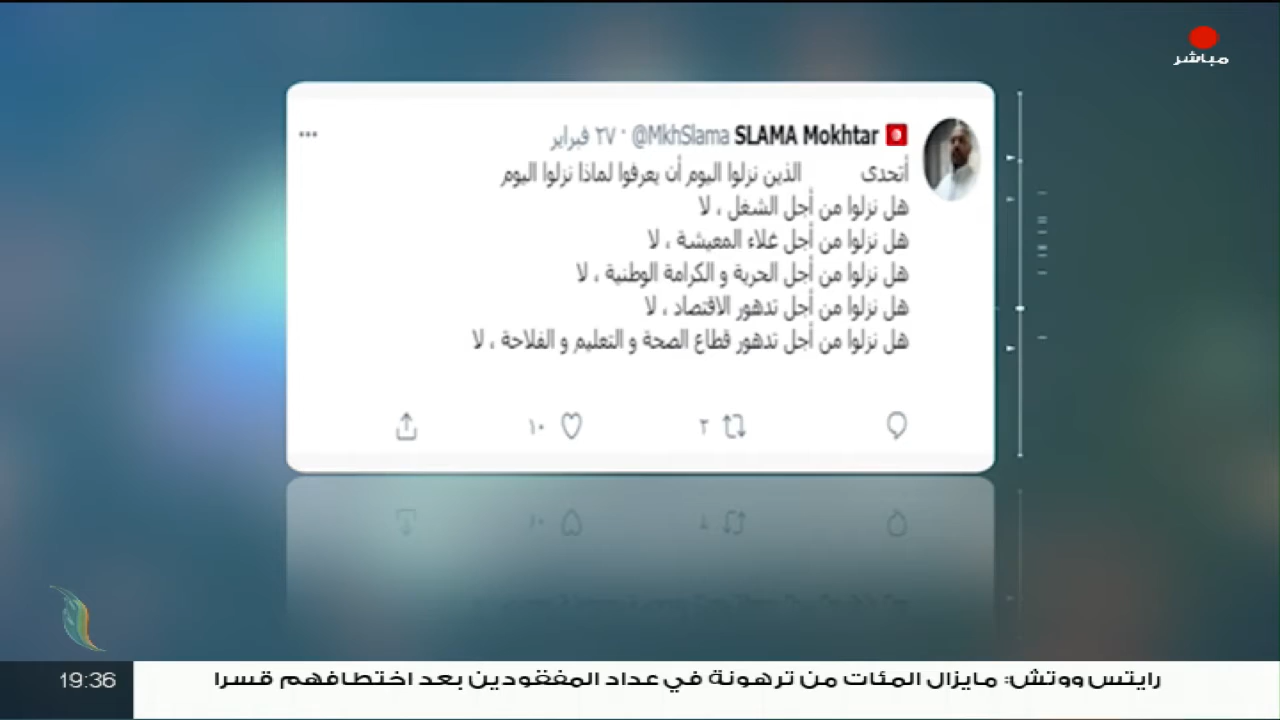 مباشر
SLAMA Mokhtar @MkhSlama · ٢٧ فبراير
أتحدى الذين نزلوا اليوم أن يعرفوا لماذا نزلوا اليوم
هل نزلوا من أجل الشغل ، لا
هل نزلوا من أجل غلاء المعيشة ، لا
هل نزلوا من أجل الحرية و الكرامة الوطنية ، لا
هل نزلوا من أجل تدهور الاقتصاد ، لا
هل نزلوا من أجل تدهور قطاع الصحة و التعليم و الفلاحة ، لا
٢ ١٠
رايتس ووتش: مايزال المئات من ترهونة في عداد المفقودين بعد اختطافهم قسرا
19:36